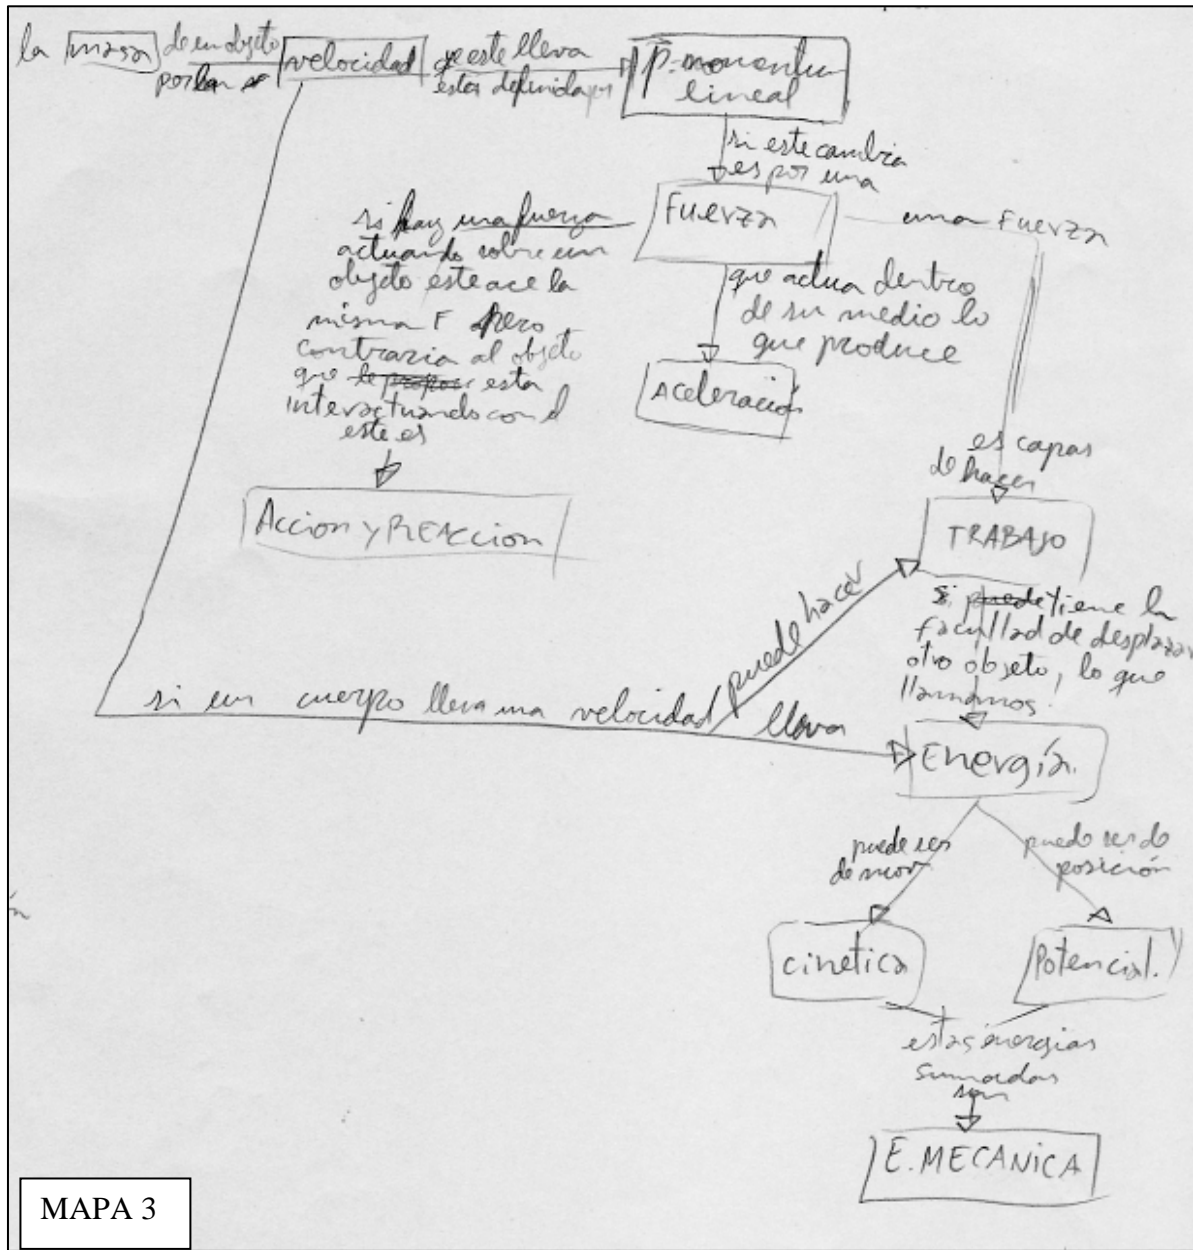 la masa de un objeto
por la
velocidad
que este lleva
esta definida por
p. momentum
lineal
si este cambia
es por una
Fuerza
una Fuerza
si hay una fuerza
actuando sobre un
objeto este ace la
misma F pero
contraria al objeto
que esta
interactuando con el
este es
Accion y REACCion
que actua dentro
de su medio lo
que produce
Aceleración
es capas
de hacer
TRABAJO
si puede tiene la
facultad de desplazar
otro objeto, lo que
llamamos!
puede hacer
si un cuerpo lleva una velocidad
lleva
Energía.
puede ser
de mov
puede ser de
posición
cinetica
Potencial.
estas energias
sumadas
son
E. MECANICA
MAPA 3